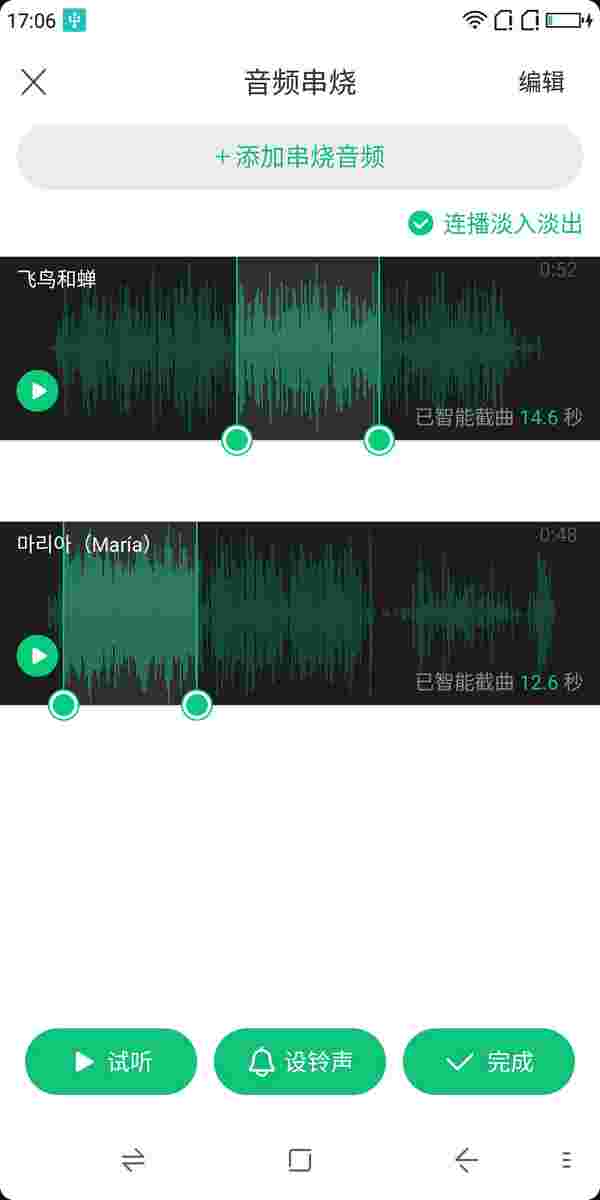 17:06
音频串烧
编辑
+添加串烧音频
连播淡入淡出
飞鸟和蝉
0:52
已智能截曲 14.6 秒
마리아（María）
0:48
已智能截曲 12.6 秒
试听
设铃声
完成